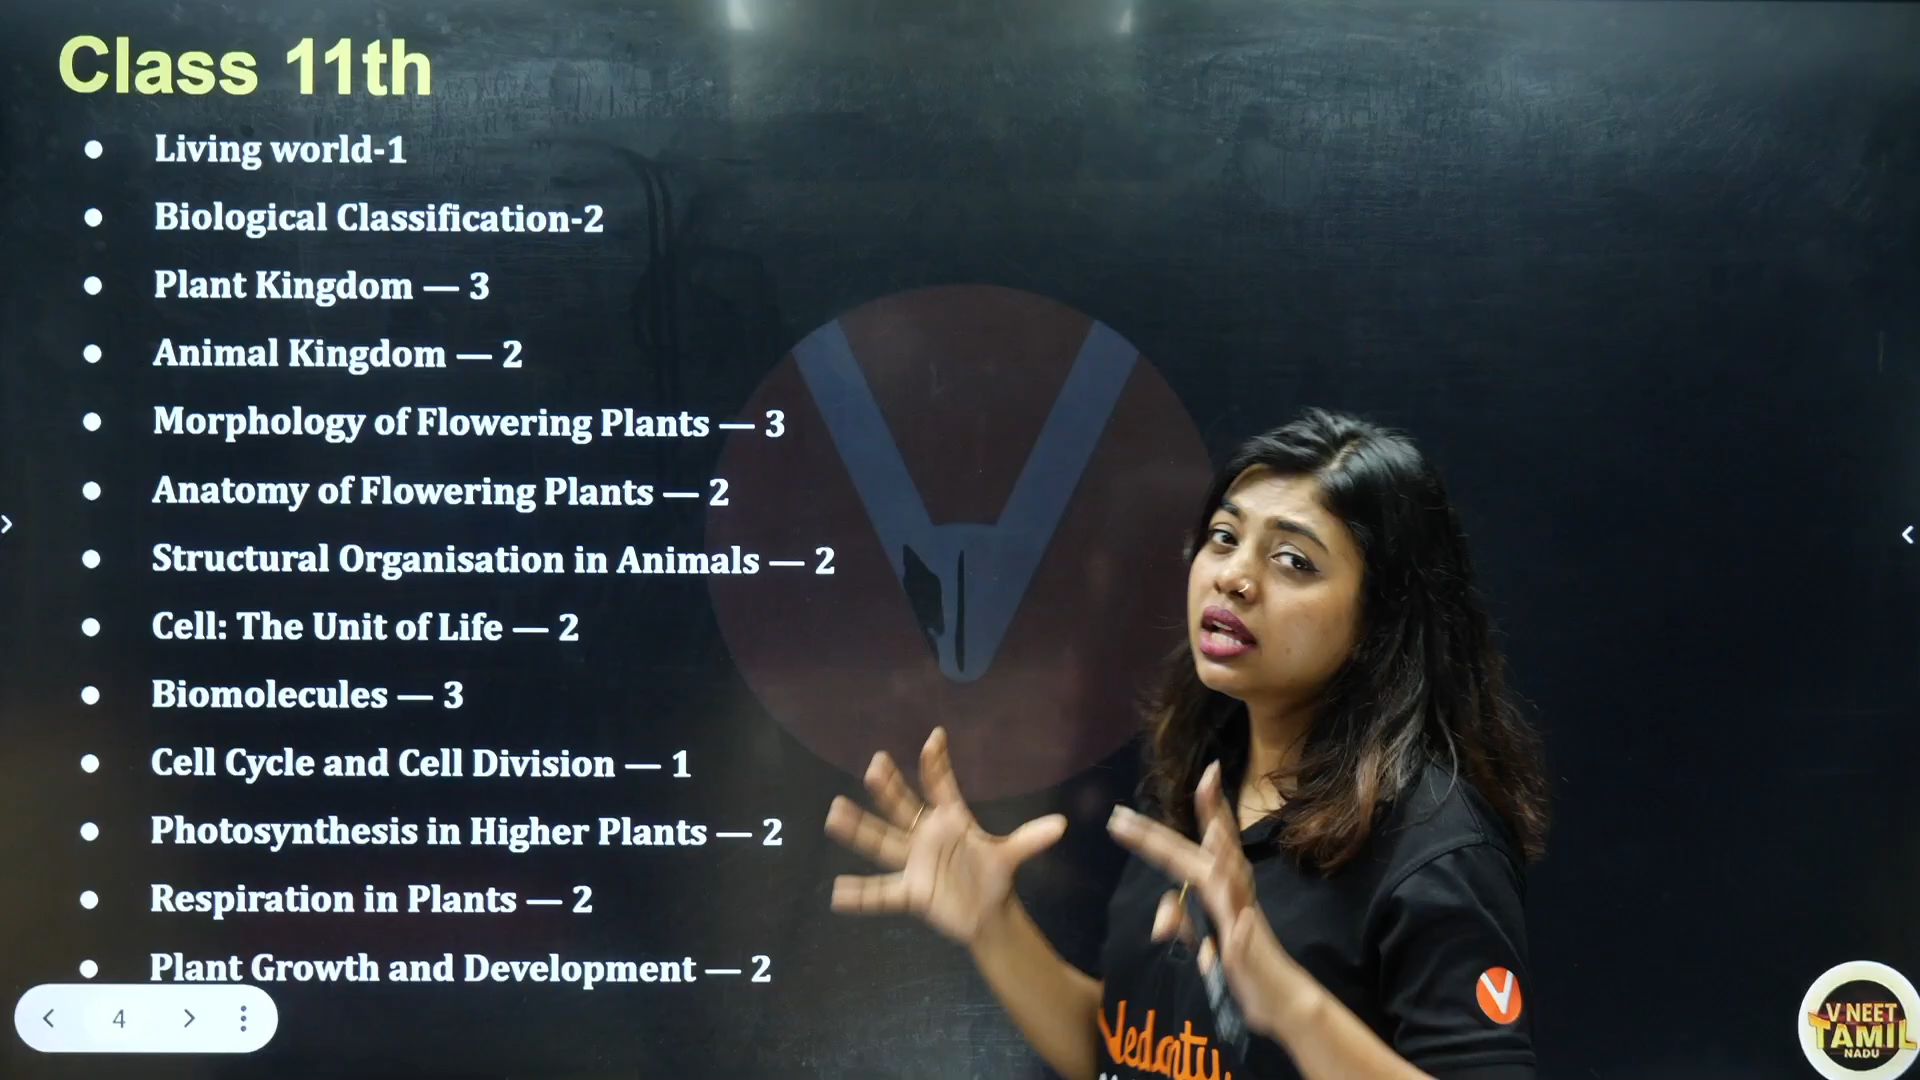 Class 11th
● Living world-1
● Biological Classification-2
● Plant Kingdom — 3
● Animal Kingdom — 2
● Morphology of Flowering Plants — 3
● Anatomy of Flowering Plants — 2
● Structural Organisation in Animals — 2
● Cell: The Unit of Life — 2
● Biomolecules — 3
● Cell Cycle and Cell Division — 1
● Photosynthesis in Higher Plants — 2
● Respiration in Plants — 2
● Plant Growth and Development — 2
4
V NEET
TAMIL
NADU